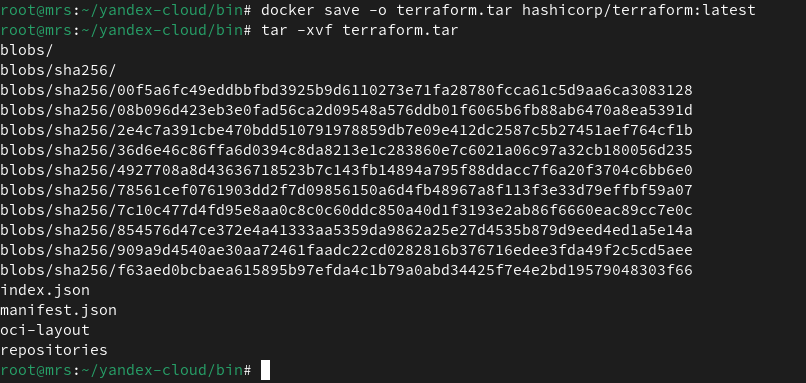 root@mrs:~/yandex-cloud/bin# docker save -o terraform.tar hashicorp/terraform:latest
root@mrs:~/yandex-cloud/bin# tar -xvf terraform.tar
blobs/
blobs/sha256/
blobs/sha256/00f5a6fc49eddbbfbd3925b9d6110273e71fa28780fcca61c5d9aa6ca3083128
blobs/sha256/08b096d423eb3e0fad56ca2d09548a576ddb01f6065b6fb88ab6470a8ea5391d
blobs/sha256/2e4c7a391cbe470bdd510791978859db7e09e412dc2587c5b27451aef764cf1b
blobs/sha256/36d6e46c86ffa6d0394c8da8213e1c283860e7c6021a06c97a32cb180056d235
blobs/sha256/4927708a8d43636718523b7c143fb14894a795f88ddacc7f6a20f3704c6bb6e0
blobs/sha256/78561cef0761903dd2f7d09856150a6d4fb48967a8f113f3e33d79effbf59a07
blobs/sha256/7c10c477d4fd95e8aa0c8c0c60ddc850a40d1f3193e2ab86f6660eac89cc7e0c
blobs/sha256/854576d47ce372e4a41333aa5359da9862a25e27d4535b879d9eed4ed1a5e14a
blobs/sha256/909a9d4540ae30aa72461faadc22cd0282816b376716edee3fda49f2c5cd5aee
blobs/sha256/f63aed0bcbaea615895b97efda4c1b79a0abd34425f7e4e2bd19579048303f66
index.json
manifest.json
oci-layout
repositories
root@mrs:~/yandex-cloud/bin#